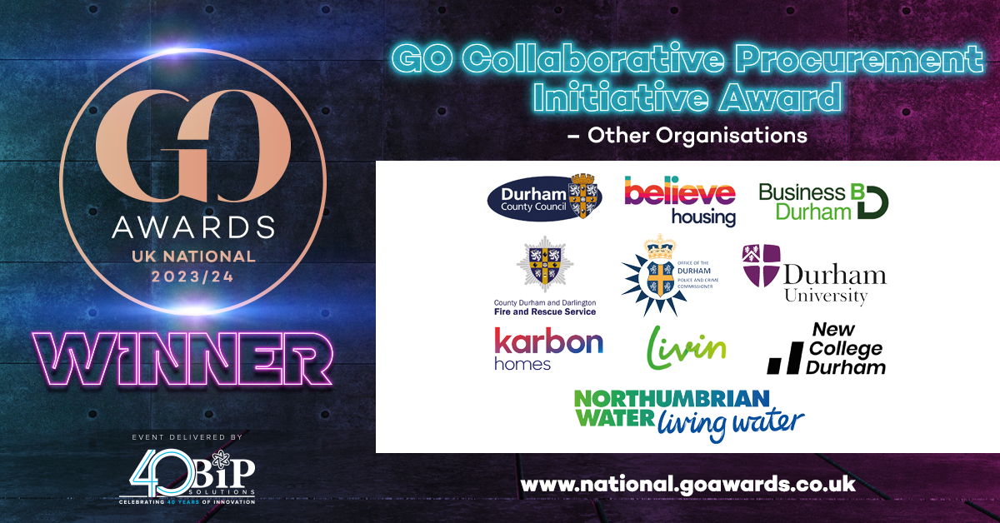 GO
AWARDS
UK NATIONAL
2023/24
WINNER
EVENT DELIVERED BY
40 BiP
SOLUTIONS
CELEBRATING 40 YEARS OF INNOVATION
GO Collaborative Procurement
Initiative Award
– Other Organisations
Durham
County Council
believe
housing
Business
Durham
BD
County Durham and Darlington
Fire and Rescue Service
OFFICE OF THE
DURHAM
POLICE AND CRIME
COMMISSIONER
Durham
University
karbon
homes
Livin
New
College
Durham
NORTHUMBRIAN
WATER living water
www.national.goawards.co.uk